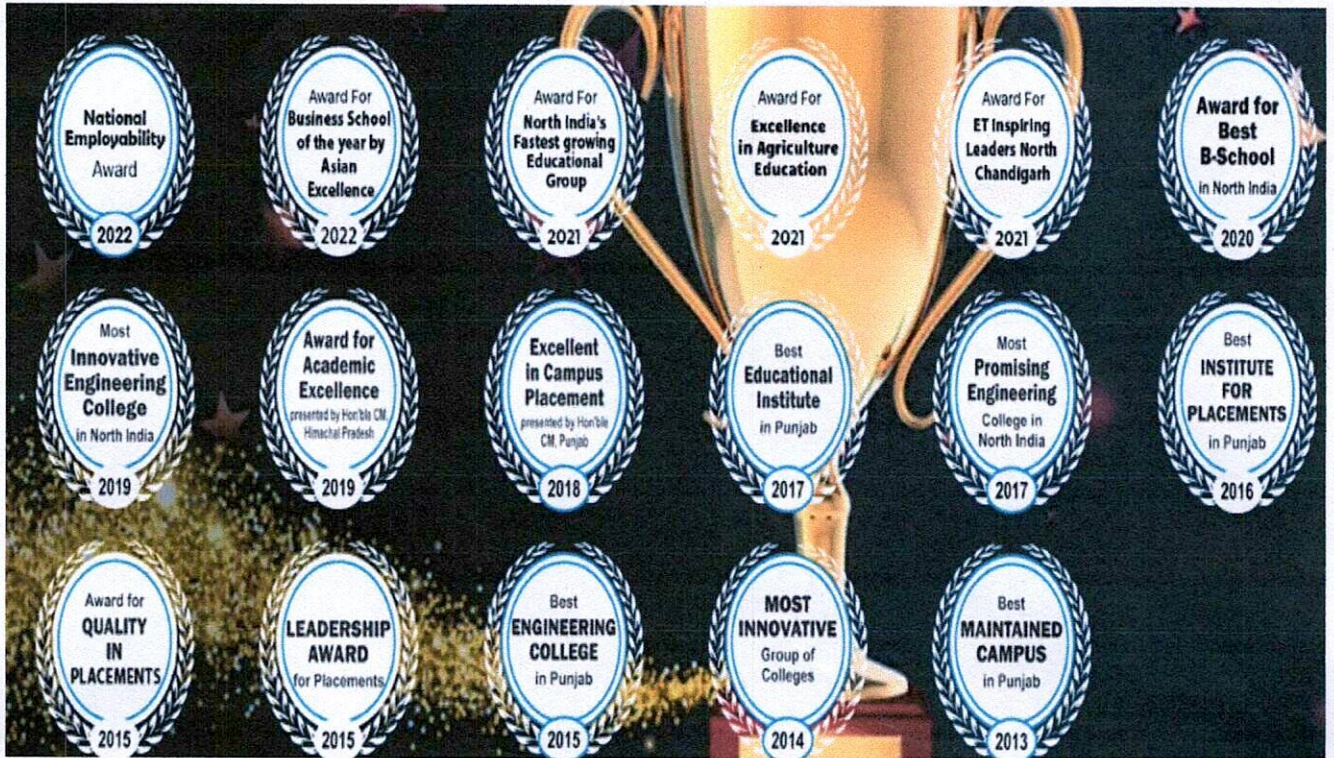 National
Employability
Award
2022
Award For
Business School
of the year by
Asian
Excellence
2022
Award For
North India's
Fastest growing
Educational
Group
2021
Award For
Excellence
in Agriculture
Education
2021
Award For
ET Inspiring
Leaders North
Chandigarh
2021
Award for
Best
B-School
in North India
2020
Most
Innovative
Engineering
College
in North India
2019
Award for
Academic
Excellence
presented by Hon'ble CM,
Himachal Pradesh
2019
Excellent
in Campus
Placement
presented by Hon'ble
CM, Punjab
2018
Best
Educational
Institute
in Punjab
2017
Most
Promising
Engineering
College in
North India
2017
Best
INSTITUTE
FOR
PLACEMENTS
in Punjab
2016
Award for
QUALITY
IN
PLACEMENTS
2015
LEADERSHIP
AWARD
for Placements
2015
Best
ENGINEERING
COLLEGE
in Punjab
2015
MOST
INNOVATIVE
Group of
Colleges
2014
Best
MAINTAINED
CAMPUS
in Punjab
2013